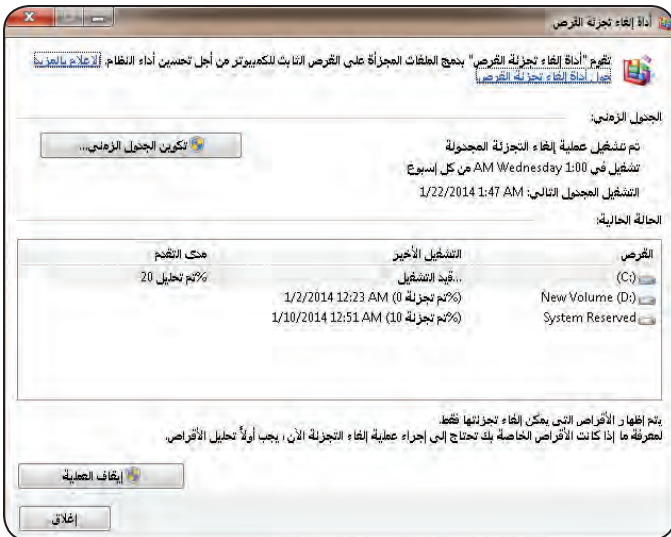 أداة إلغاء تجزئة القرص
تقوم "أداة إلغاء تجزئة القرص" بدمج الملفات المجزأة على القرص الثابت للكمبيوتر من أجل تحسين أداء النظام. الإعلام بالمزيد
حول أداة إلغاء تجزئة القرص
الجدول الزمني:
تم تشغيل عملية إلغاء التجزئة المجدولة
تكوين الجدول الزمني...
تشغيل في 1:00 AM Wednesday من كل إسبوع
التشغيل المجدول التالي: 1/22/2014 1:47 AM
الحالة الحالية:
القرص التشغيل الأخير مدى التقدم
(C:) قيد التشغيل... تم تحليل 20%
New Volume (D:) 1/2/2014 12:23 AM (تم تجزئة 0%)
System Reserved 1/10/2014 12:51 AM (تم تجزئة 10%)
يتم إظهار الأقراص التي يمكن إلغاء تجزئتها فقط.
لمعرفة ما إذا كانت الأقراص الخاصة بك تحتاج إلى إجراء عملية إلغاء التجزئة الآن، يجب أولاً تحليل الأقراص.
إيقاف العملية
إغلاق